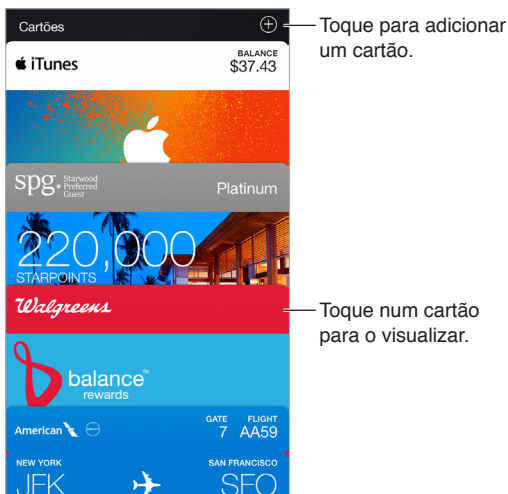 Cartões
Toque para adicionar
um cartão.
iTunes
BALANCE
$37.43
spg. Starwood
Preferred
Guest
Platinum
220,000
STARPOINTS
Walgreens
Toque num cartão
para o visualizar.
balance™
rewards
American
GATE FLIGHT
7 AA59
NEW YORK SAN FRANCISCO
JFK SFO